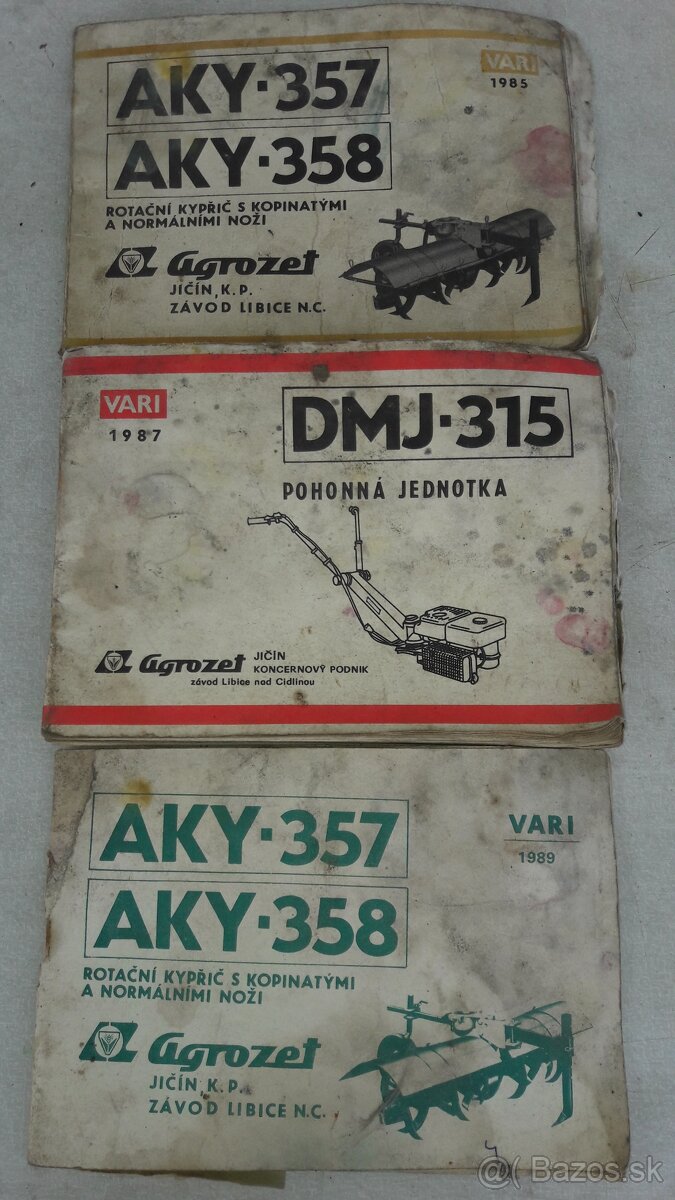 AKY·357
VARI
1985
AKY·358
ROTAČNÍ KYPŘIČ S KOPINATÝMI
A NORMÁLNÍMI NOŽI
agrozet
JIČÍN, K.P.
ZÁVOD LIBICE N.C.
VARI
1987
DMJ·315
POHONNÁ JEDNOTKA
agrozet
JIČÍN
KONCERNOVÝ PODNIK
závod Libice nad Cidlinou
AKY·357
VARI
1989
AKY·358
ROTAČNÍ KYPŘIČ S KOPINATÝMI
A NORMÁLNÍMI NOŽI
agrozet
JIČÍN, K.P.
ZÁVOD LIBICE N.C.
@ Bazos.sk